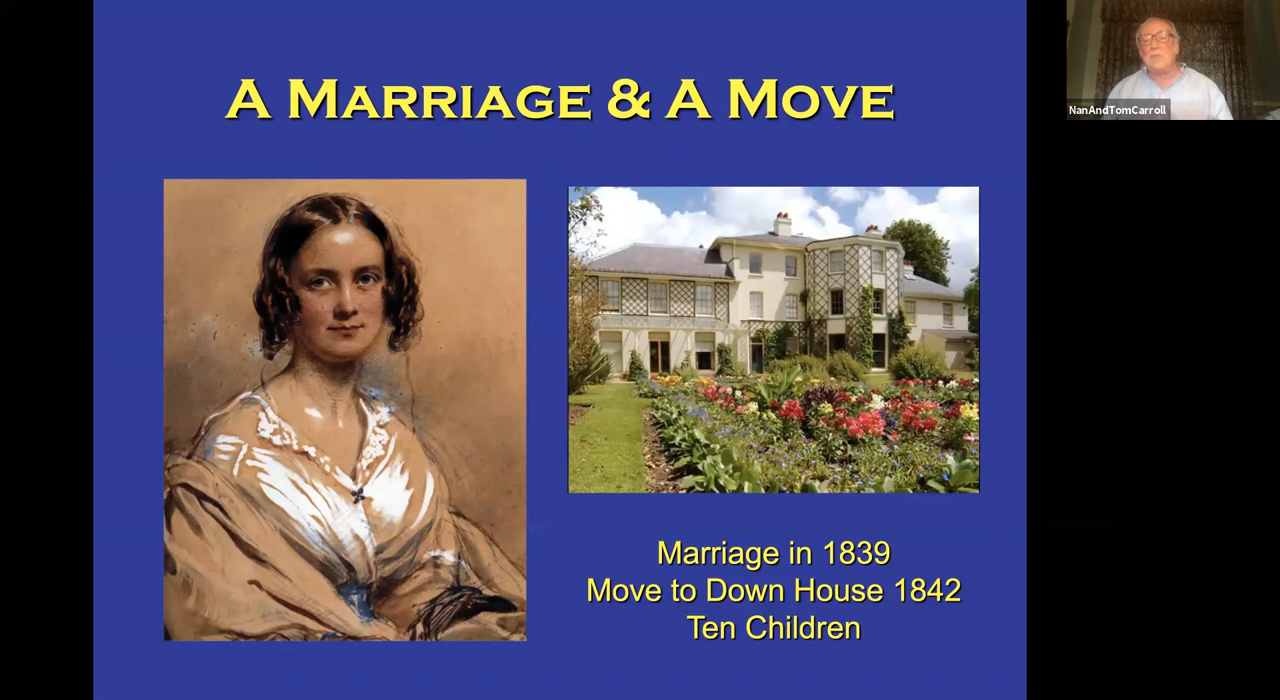 A Marriage & A Move
NanAndTomCarroll
Marriage in 1839
Move to Down House 1842
Ten Children